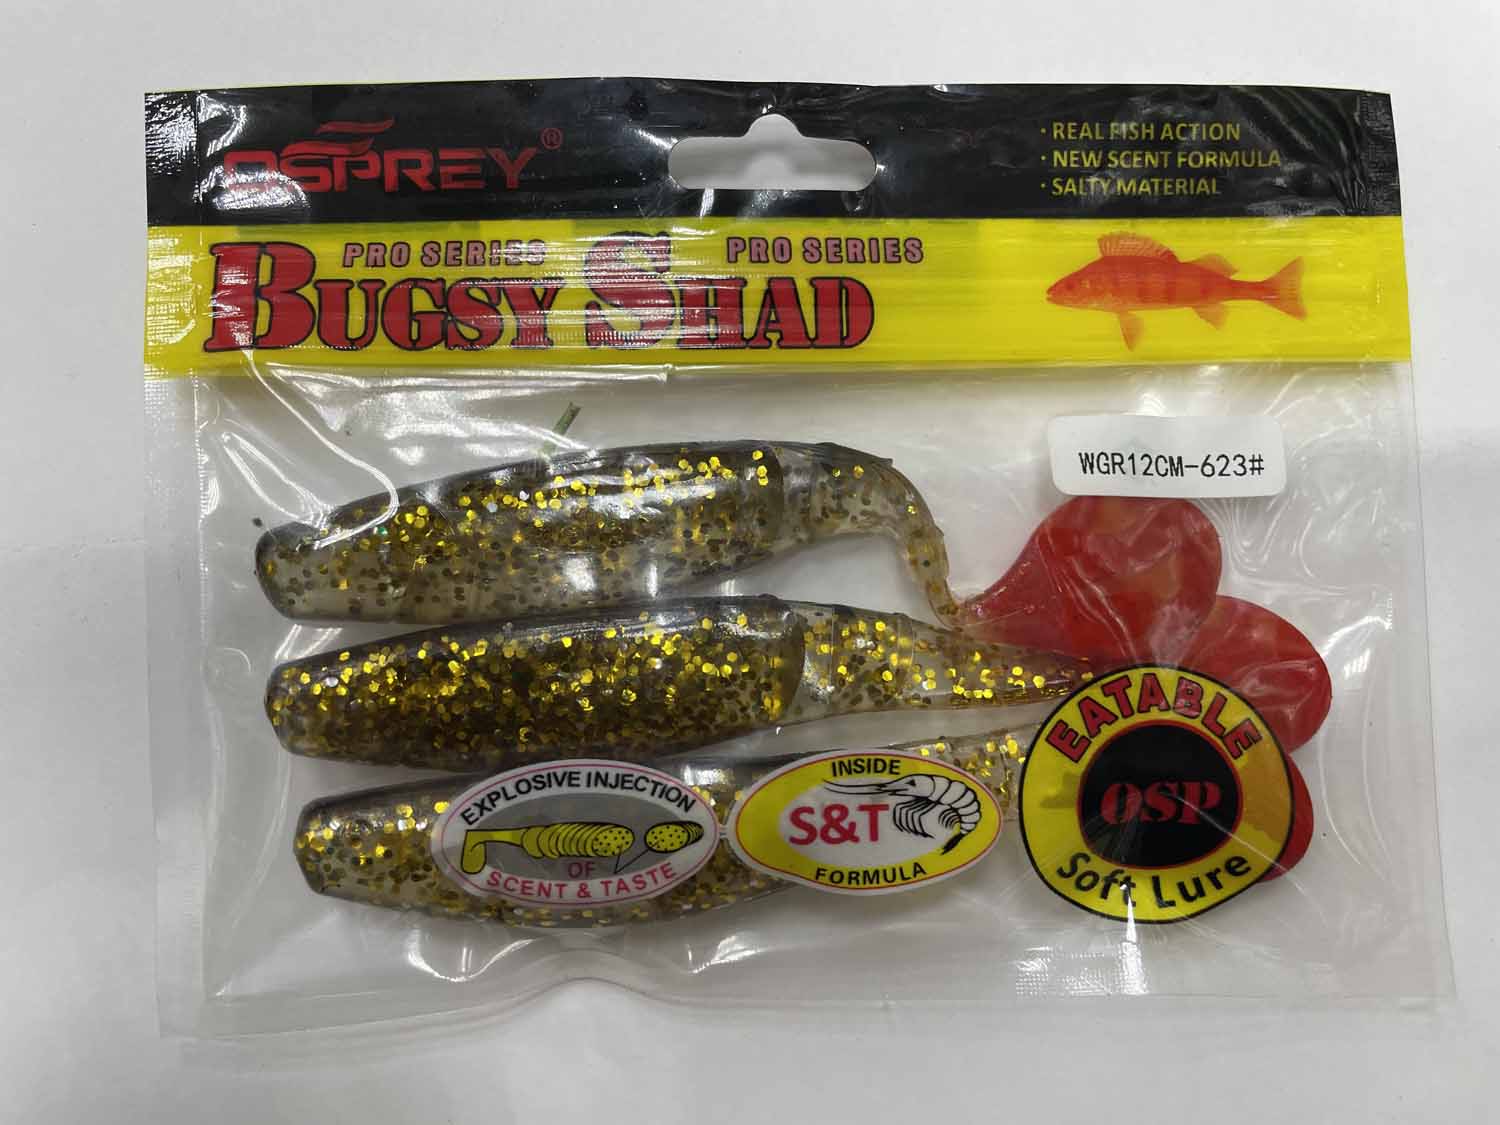 OSPREY®
· REAL FISH ACTION
· NEW SCENT FORMULA
· SALTY MATERIAL
PRO SERIES PRO SERIES
BUGSY SHAD
WGR12CM-623#
EXPLOSIVE INJECTION
OF
SCENT & TASTE
INSIDE
S&T
FORMULA
EATABLE
OSP
Soft Lure